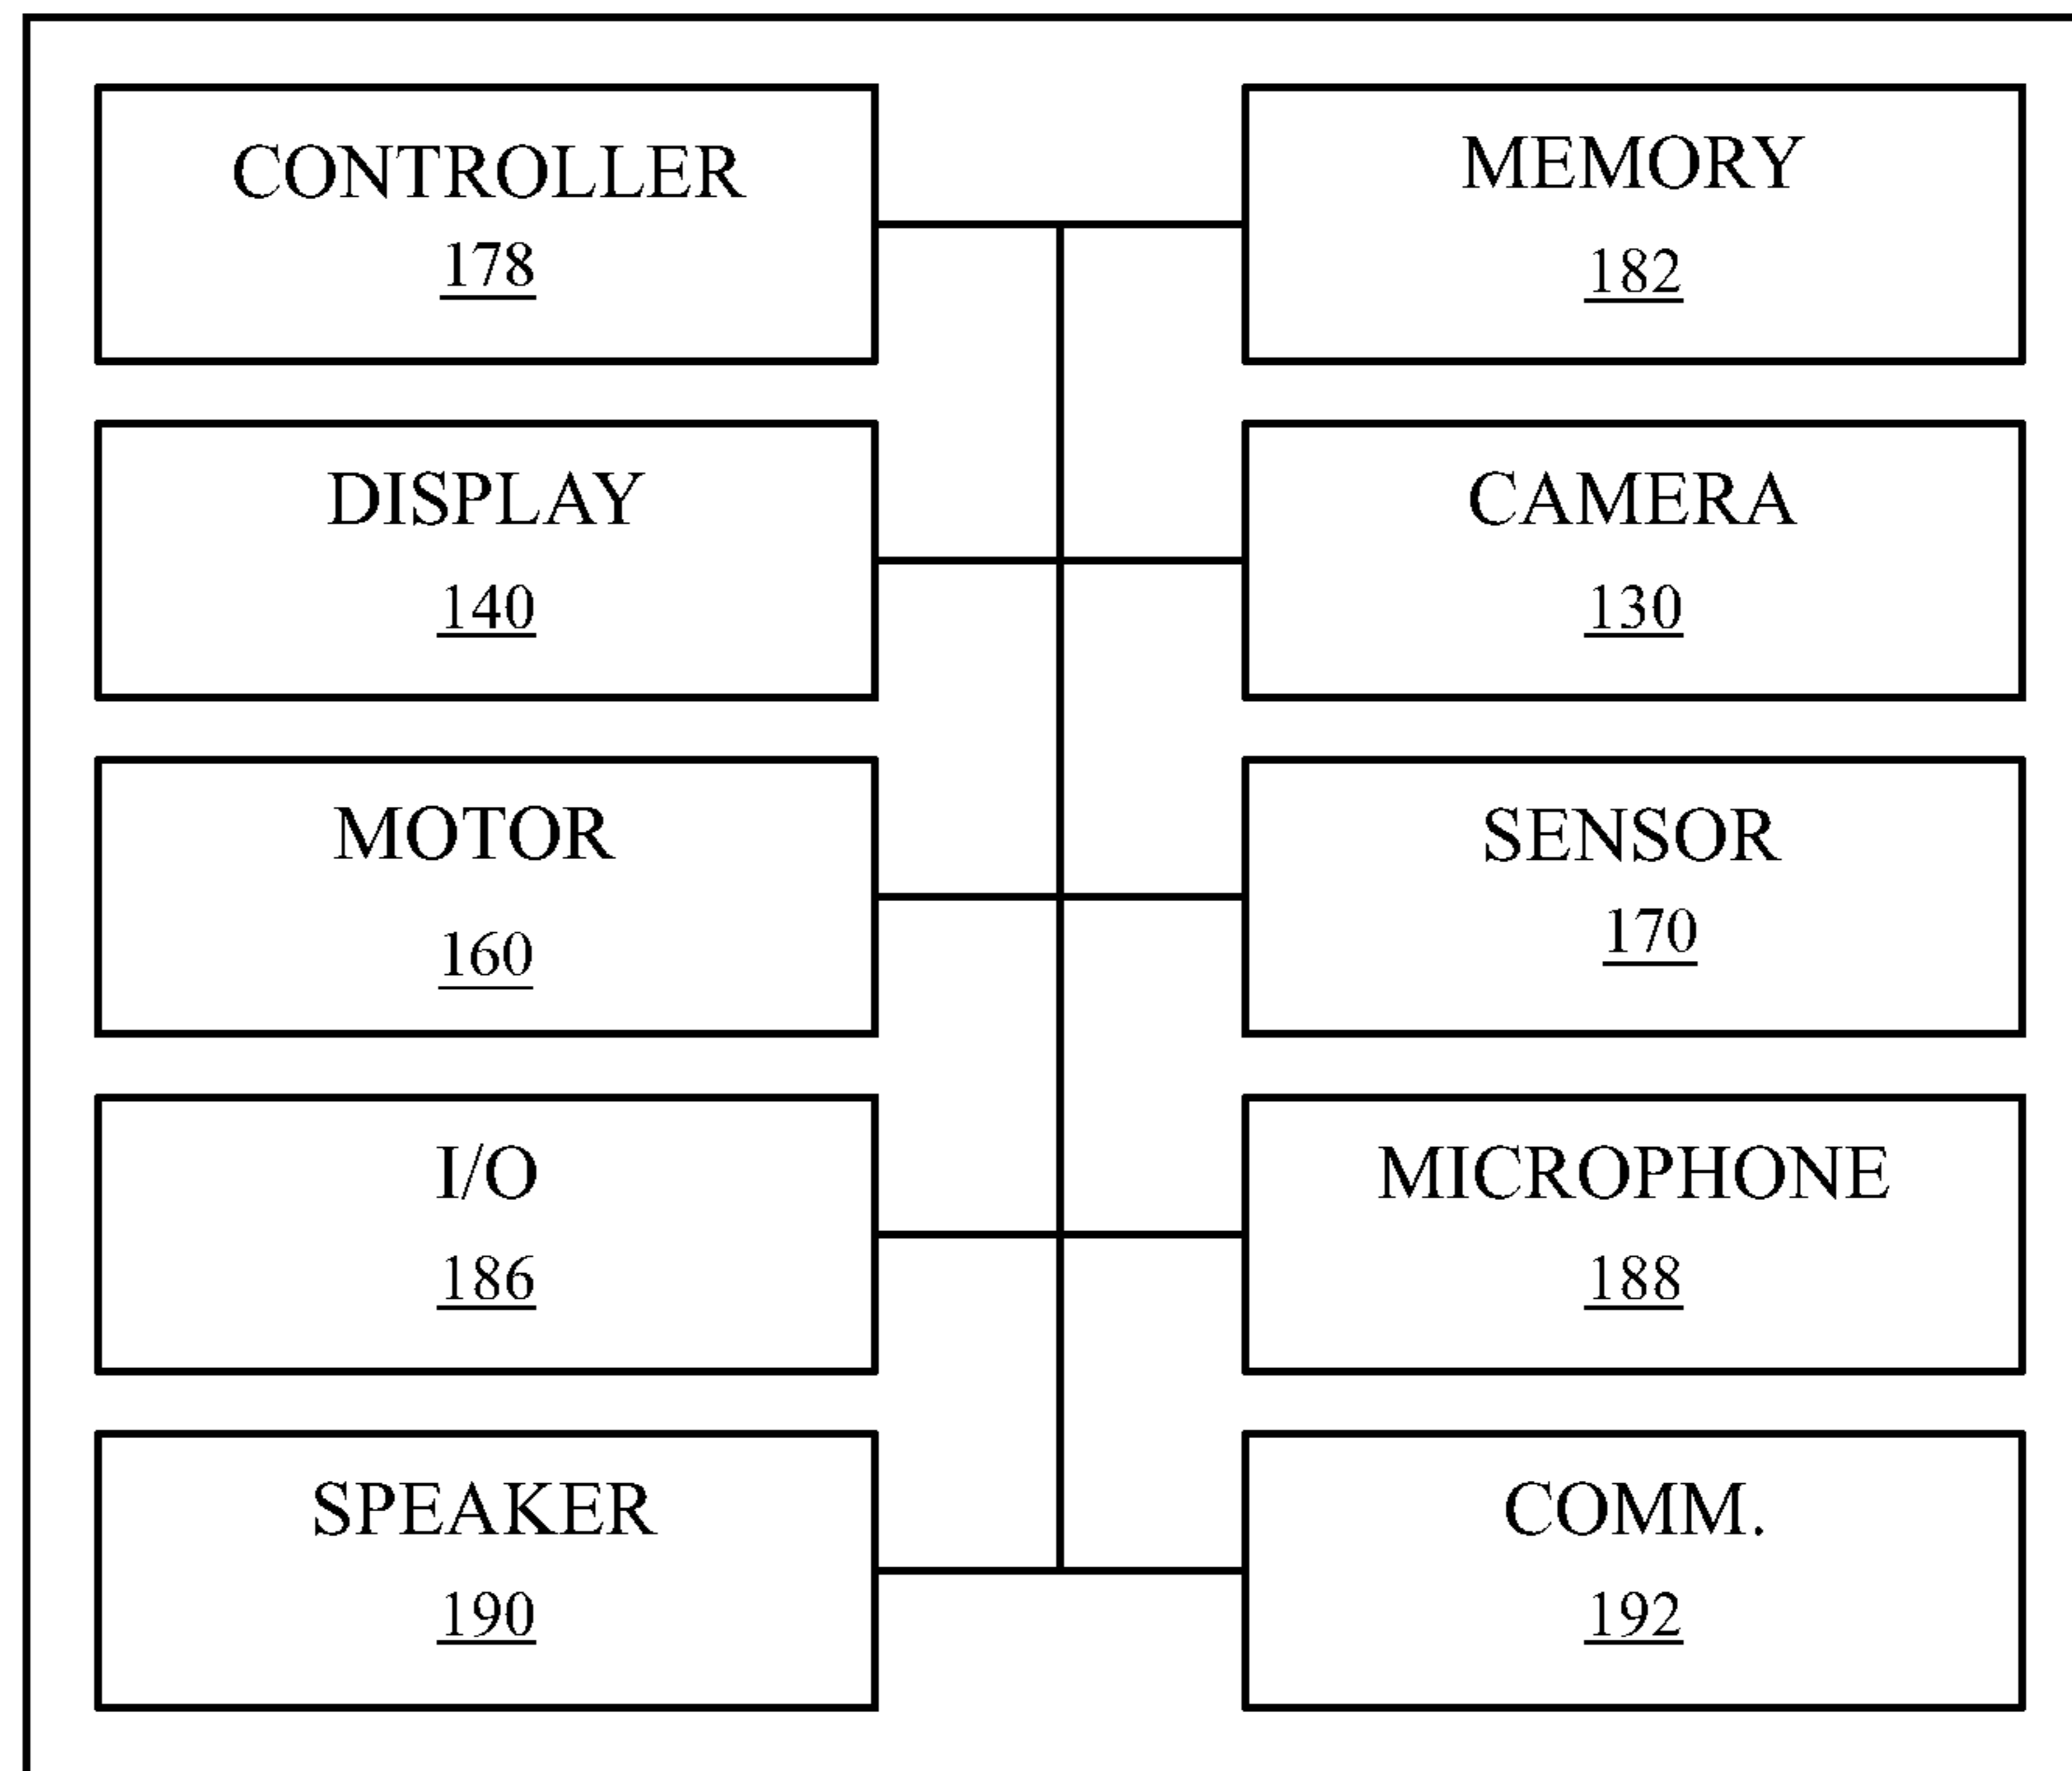 CONTROLLER
178
MEMORY
182
DISPLAY
140
CAMERA
130
MOTOR
160
SENSOR
170
I/O
186
MICROPHONE
188
SPEAKER
190
COMM.
192